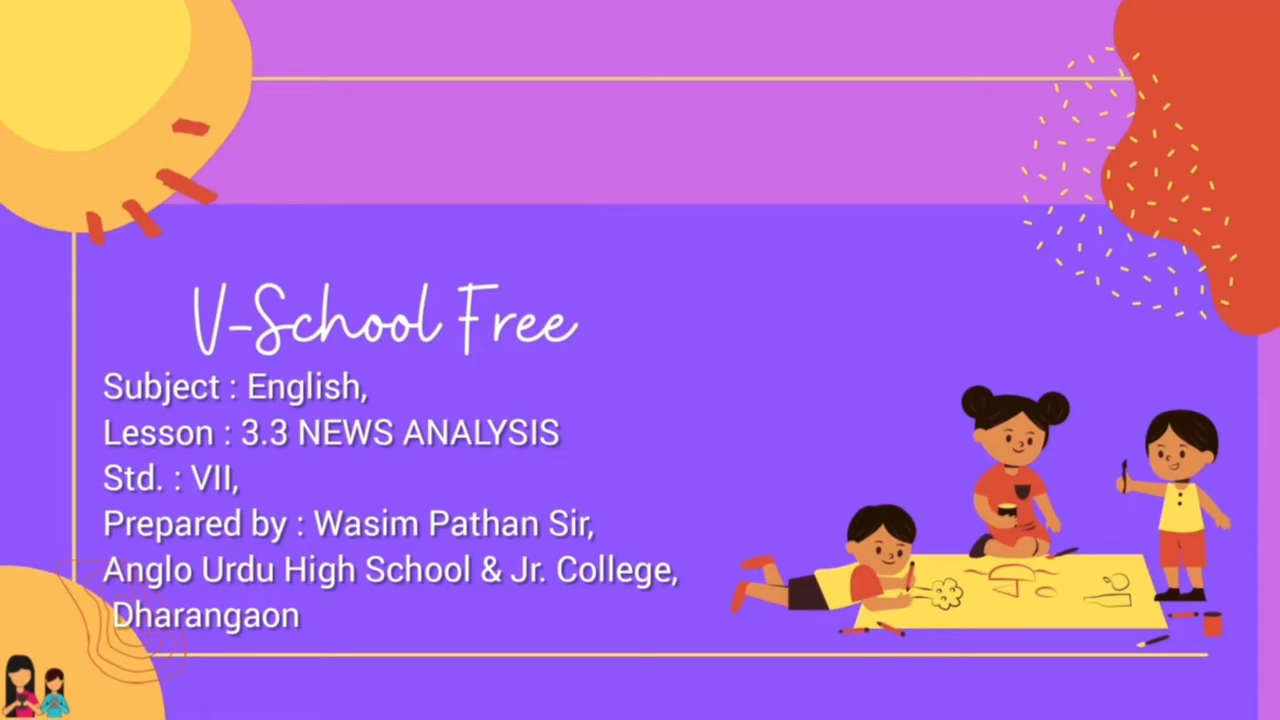 V-School Free
Subject : English,
Lesson : 3.3 NEWS ANALYSIS
Std. : VII,
Prepared by : Wasim Pathan Sir,
Anglo Urdu High School & Jr. College,
Dharangaon